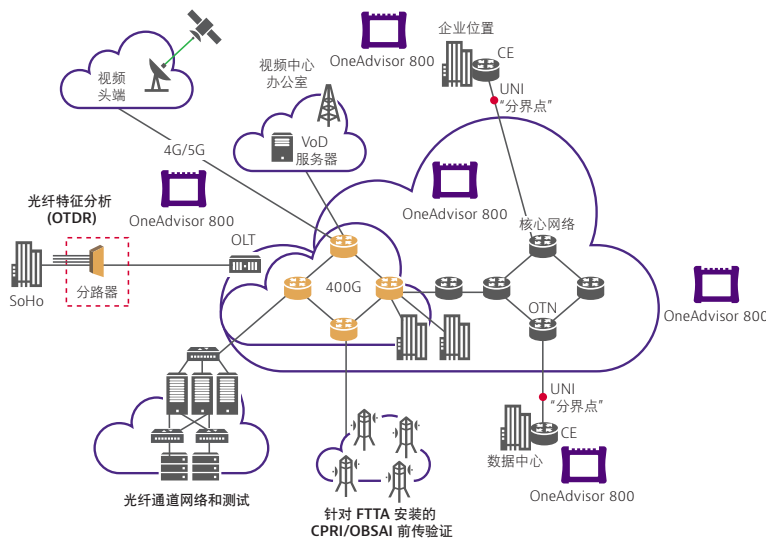 企业位置
CE
OneAdvisor 800
视频中心
办公室
视频
头端
UNI
“分界点”
VoD
服务器
4G/5G
光纤特征分析
(OTDR)
OneAdvisor 800
OneAdvisor 800
核心网络
OLT
400G
SoHo
分路器
OTN
OneAdvisor 800
UNI
“分界点”
CE
数据中心
OneAdvisor 800
光纤通道网络和测试
针对 FTTA 安装的
CPRI/OBSAI 前传验证